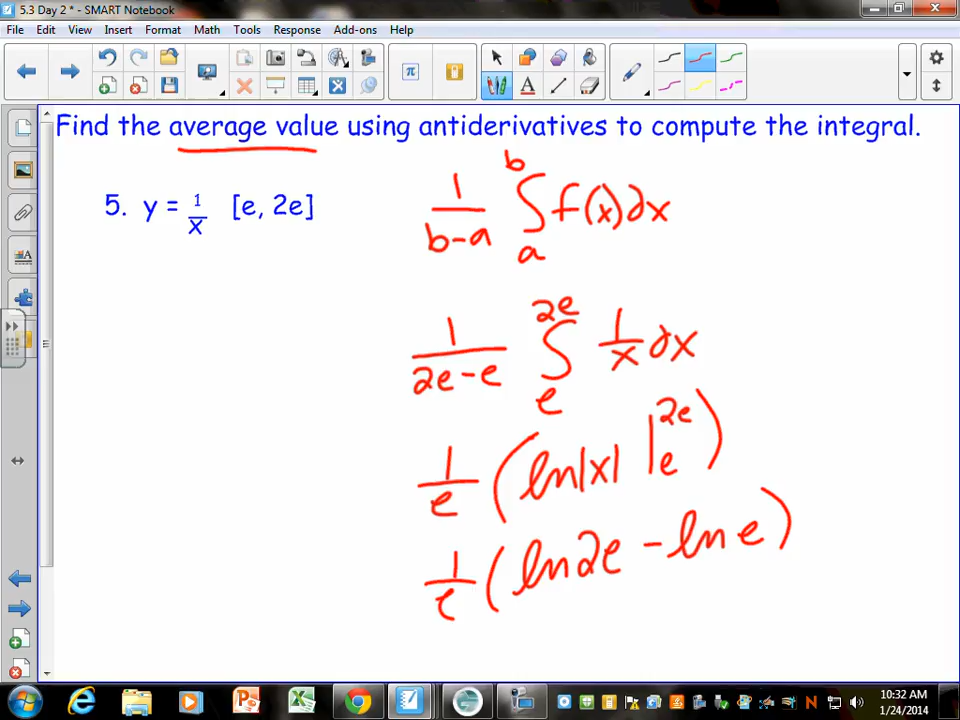 5.3 Day 2 * - SMART Notebook
File Edit View Insert Format Math Tools Response Add-ons Help
Find the average value using antiderivatives to compute the integral.
5. y = 1/x [e, 2e]
1/(b-a) ∫_a^b f(x)dx
1/(2e-e) ∫_e^2e 1/x dx
1/e (ln|x| |_e^2e)
1/e (ln2e - ln e)
10:32 AM
1/24/2014